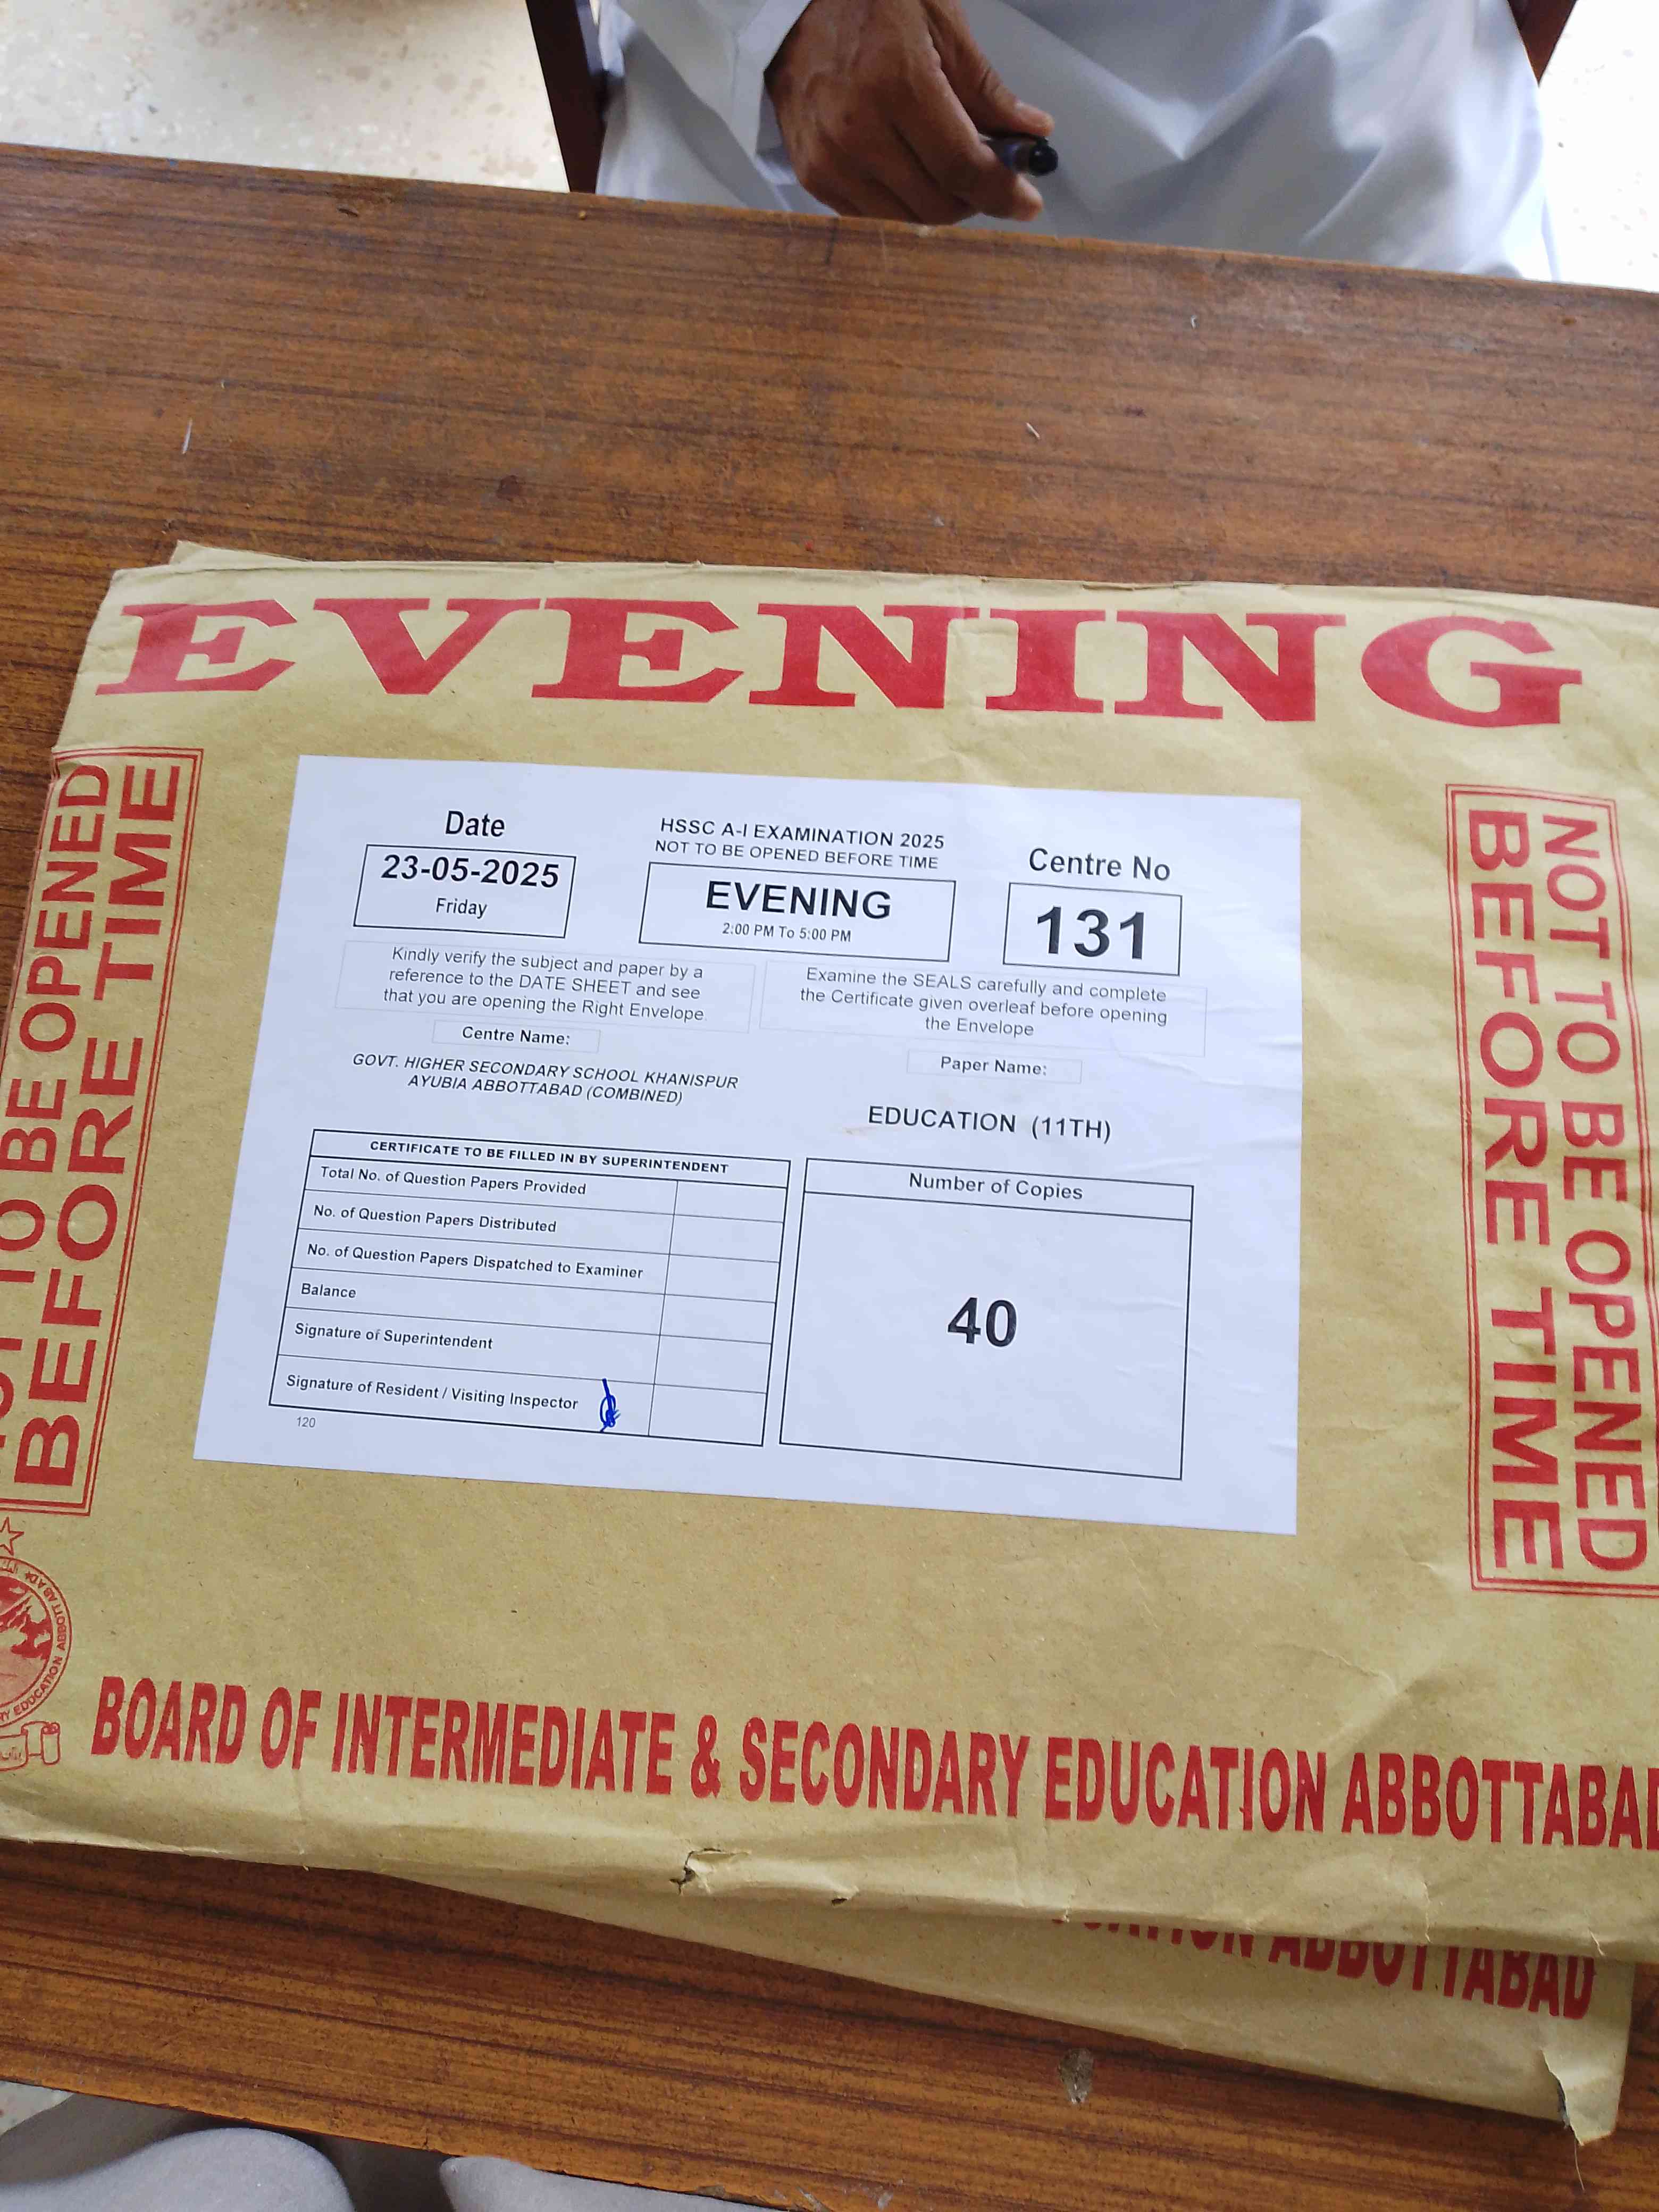 EVENING
NOT TO BE OPENED
BEFORE TIME
Date
23-05-2025
Friday
HSSC A-I EXAMINATION 2025
NOT TO BE OPENED BEFORE TIME
EVENING
2:00 PM To 5:00 PM
Centre No
131
Kindly verify the subject and paper by a
reference to the DATE SHEET and see
that you are opening the Right Envelope.
Examine the SEALS carefully and complete
the Certificate given overleaf before opening
the Envelope
Centre Name:
GOVT. HIGHER SECONDARY SCHOOL KHANISPUR
AYUBIA ABBOTTABAD (COMBINED)
Paper Name:
EDUCATION (11TH)
CERTIFICATE TO BE FILLED IN BY SUPERINTENDENT
Total No. of Question Papers Provided
No. of Question Papers Distributed
No. of Question Papers Dispatched to Examiner
Balance
Signature of Superintendent
Signature of Resident / Visiting Inspector
120
Number of Copies
40
NOT TO BE OPENED
BEFORE TIME
EDUCATION ABBOTTABAD
BOARD OF INTERMEDIATE & SECONDARY EDUCATION ABBOTTABAD
ABBOTTABAD